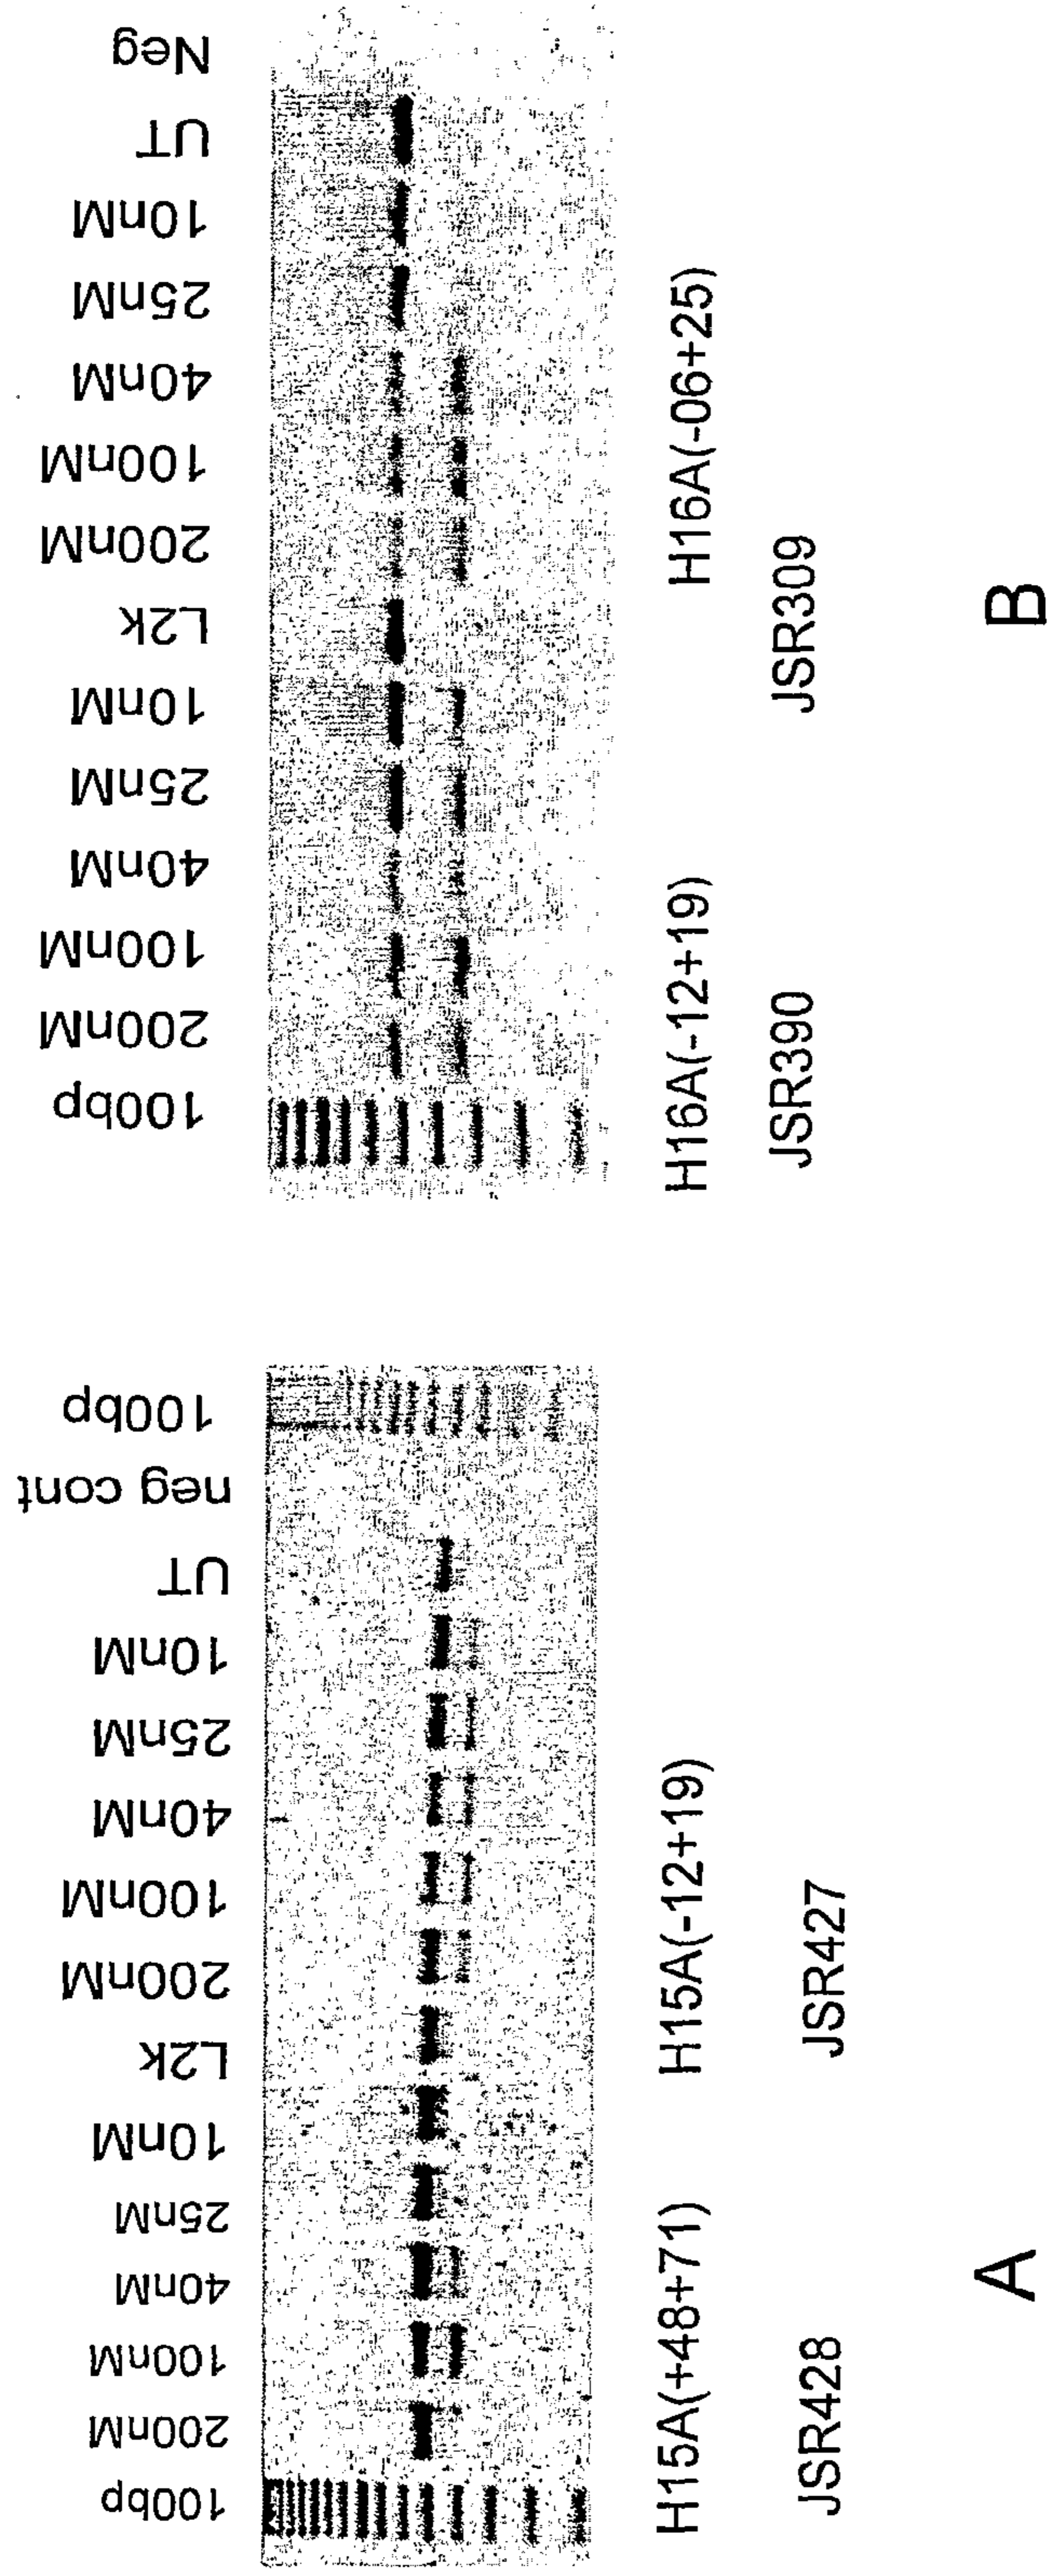 100bp
200nM
100nM
40nM
25nM
10nM
L2k
200nM
100nM
40nM
25nM
10nM
UT
neg cont
100bp
H15A(+48+71)
H15A(-12+19)
JSR428
JSR427
A
100bp
200nM
100nM
40nM
25nM
10nM
L2k
200nM
100nM
40nM
25nM
10nM
UT
Neg
H16A(-12+19)
H16A(-06+25)
JSR390
JSR309
B